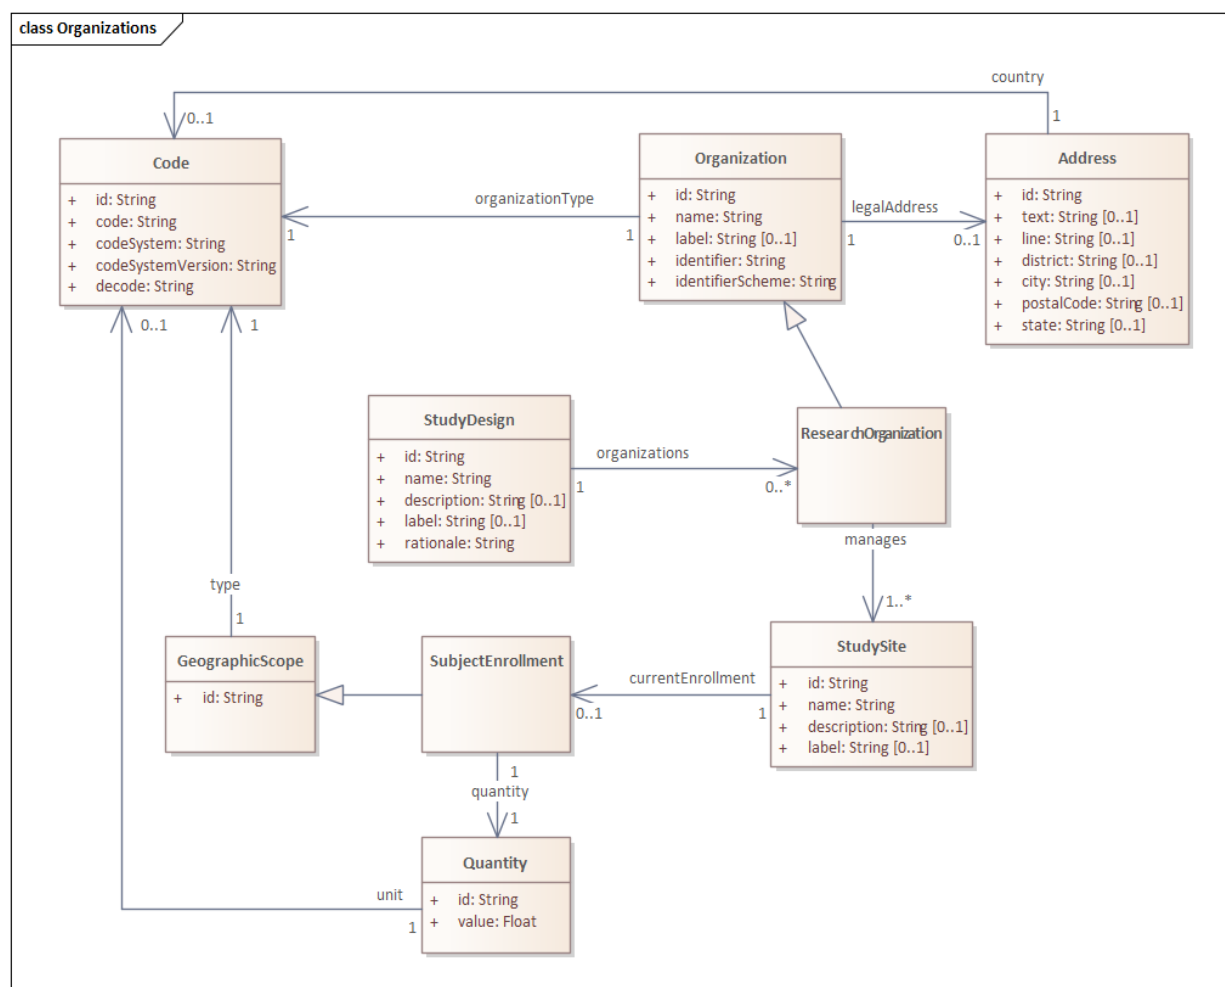 class Organizations
country
1
0..1
Code
+ id: String
+ code: String
+ codeSystem: String
+ codeSystemVersion: String
+ decode: String
organizationType
1
1
Organization
+ id: String
+ name: String
+ label: String [0..1]
+ identifier: String
+ identifierScheme: String
legalAddress
1
0..1
Address
+ id: String
+ text: String [0..1]
+ line: String [0..1]
+ district: String [0..1]
+ city: String [0..1]
+ postalCode: String [0..1]
+ state: String [0..1]
0..1
1
StudyDesign
+ id: String
+ name: String
+ description: String [0..1]
+ label: String [0..1]
+ rationale: String
organizations
1
0..*
ResearchOrganization
manages
1..*
type
1
GeographicScope
+ id: String
SubjectEnrollment
currentEnrollment
0..1
1
StudySite
+ id: String
+ name: String
+ description: String [0..1]
+ label: String [0..1]
1
quantity
1
Quantity
+ id: String
+ value: Float
unit
1